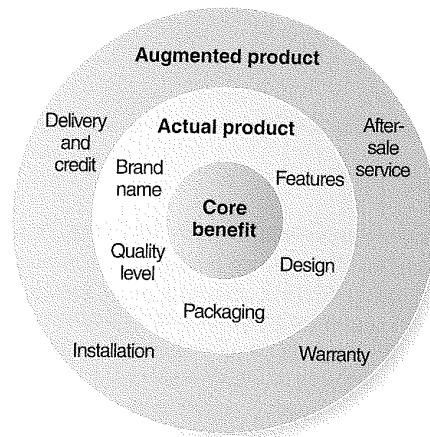 Augmented product
Delivery
and
credit
After-
sale
service
Actual product
Brand
name
Features
Core
benefit
Quality
level
Design
Packaging
Installation
Warranty